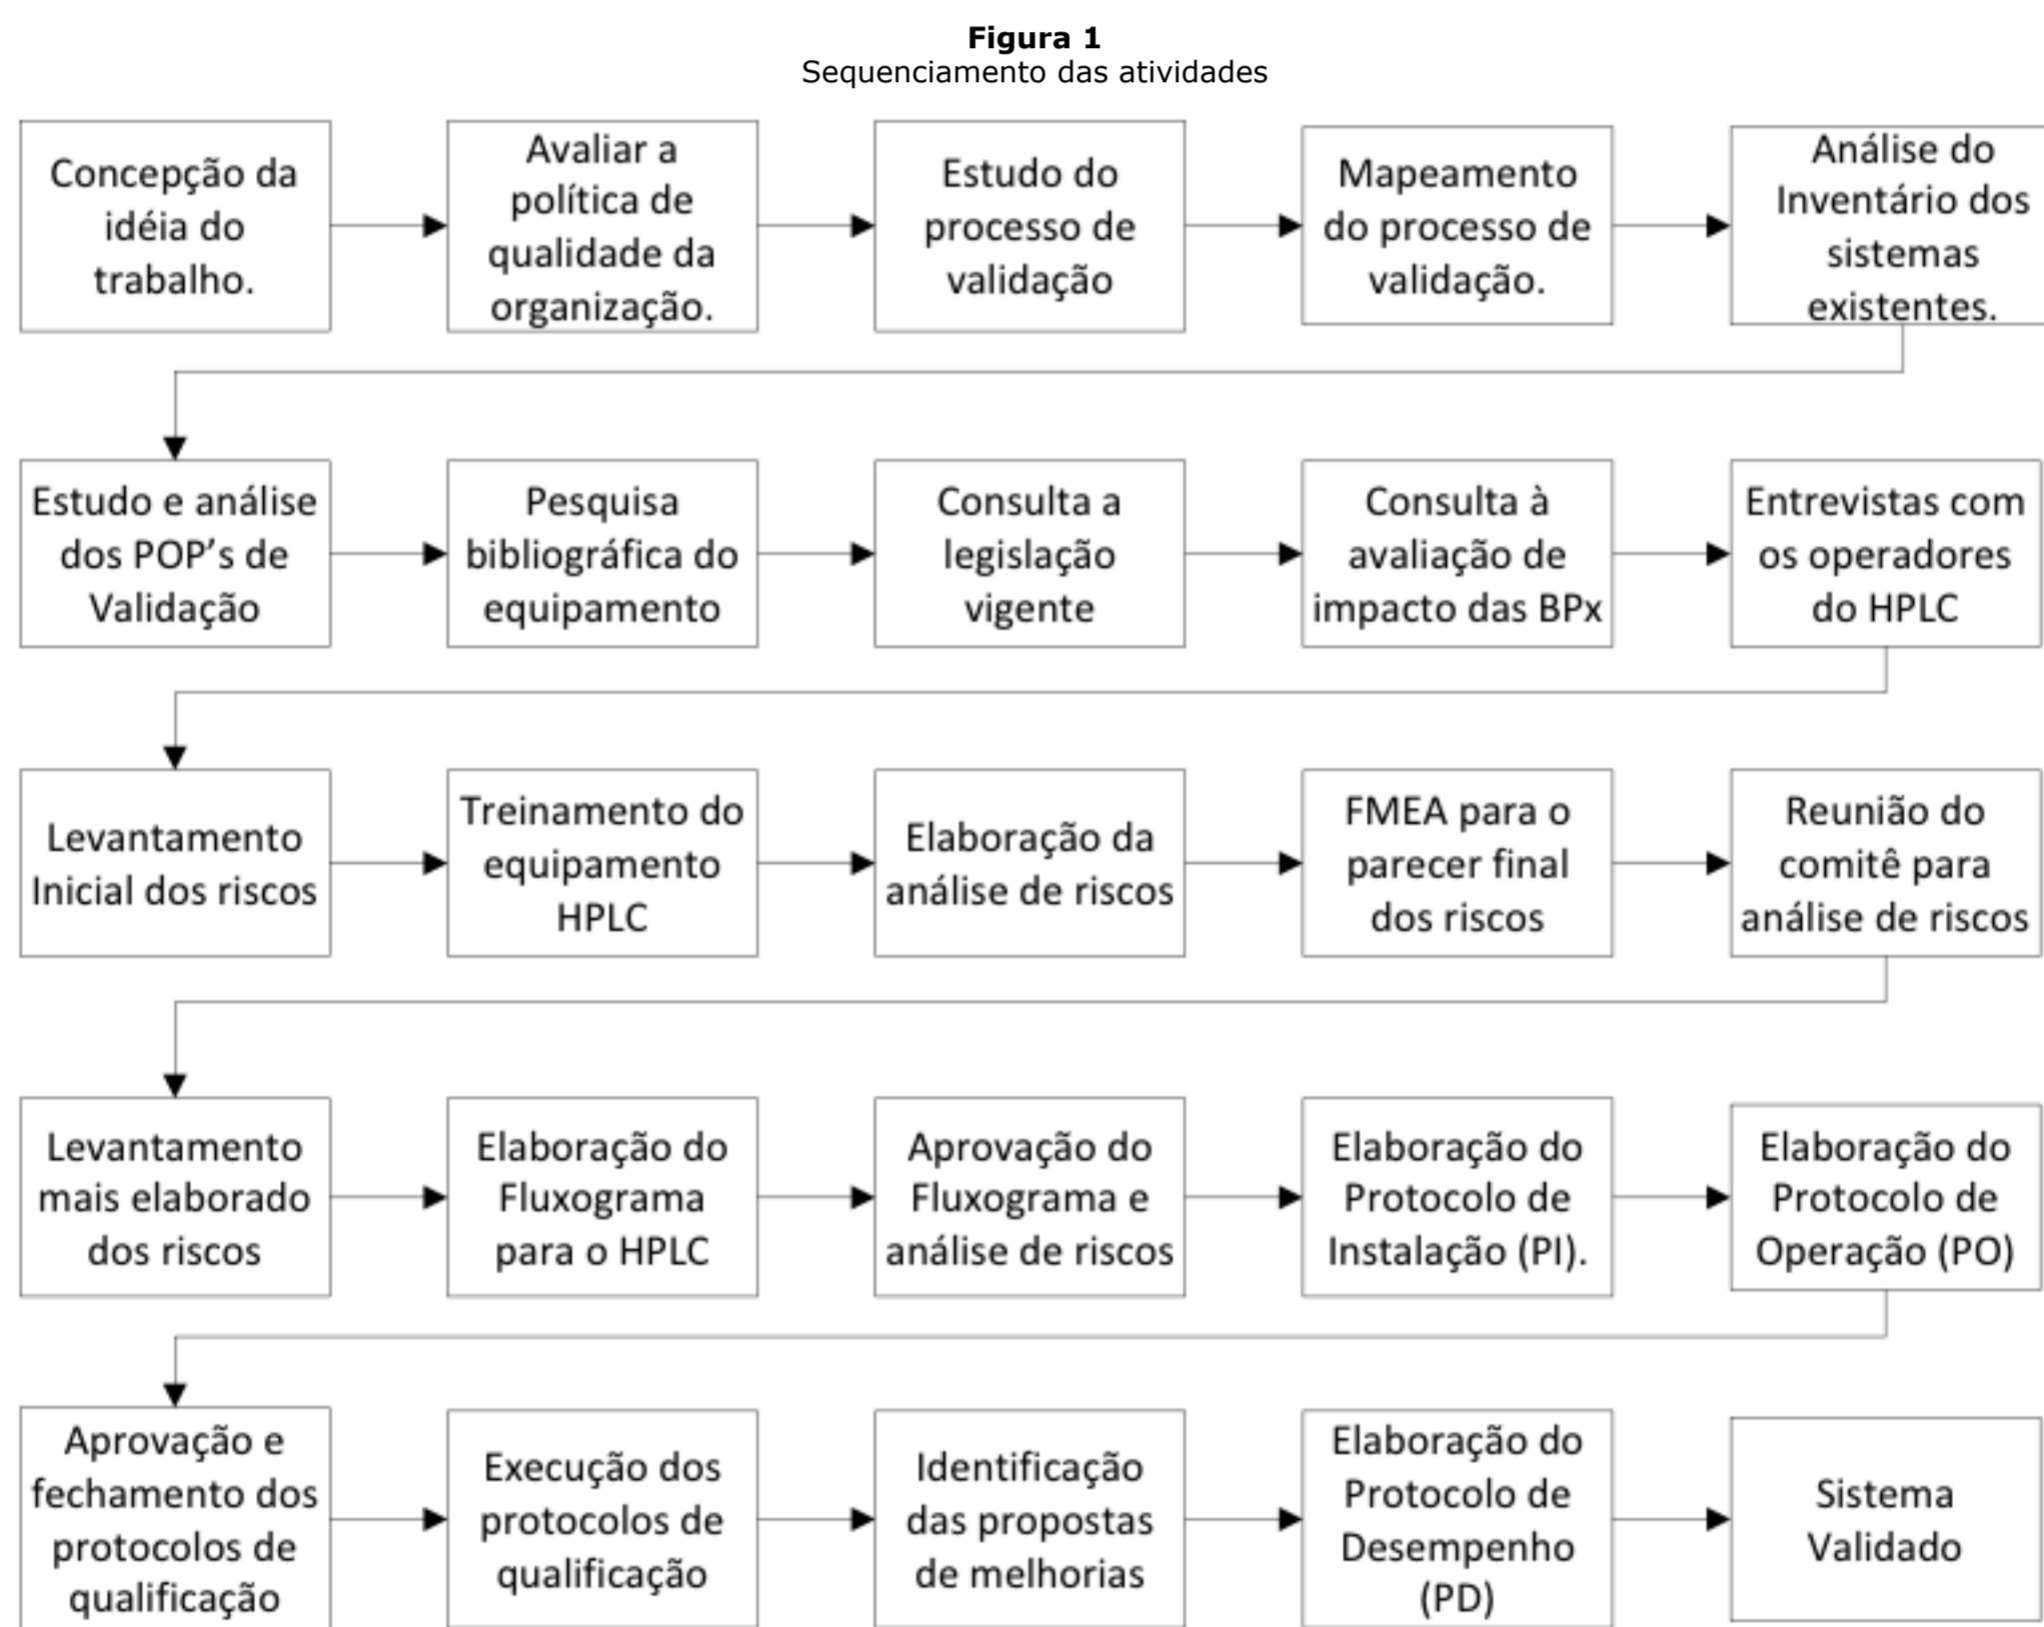 Figura 1
Sequenciamento das atividades
Concepção da
idéia do
trabalho.
Avaliar a
política de
qualidade da
organização.
Estudo do
processo de
validação
Mapeamento
do processo de
validação.
Análise do
Inventário dos
sistemas
existentes.
Estudo e análise
dos POP’s de
Validação
Pesquisa
bibliográfica do
equipamento
Consulta a
legislação
vigente
Consulta à
avaliação de
impacto das BPx
Entrevistas com
os operadores
do HPLC
Levantamento
Inicial dos riscos
Treinamento do
equipamento
HPLC
Elaboração da
análise de riscos
FMEA para o
parecer final
dos riscos
Reunião do
comitê para
análise de riscos
Levantamento
mais elaborado
dos riscos
Elaboração do
Fluxograma
para o HPLC
Aprovação do
Fluxograma e
análise de riscos
Elaboração do
Protocolo de
Instalação (PI).
Elaboração do
Protocolo de
Operação (PO)
Aprovação e
fechamento dos
protocolos de
qualificação
Execução dos
protocolos de
qualificação
Identificação
das propostas
de melhorias
Elaboração do
Protocolo de
Desempenho
(PD)
Sistema
Validado